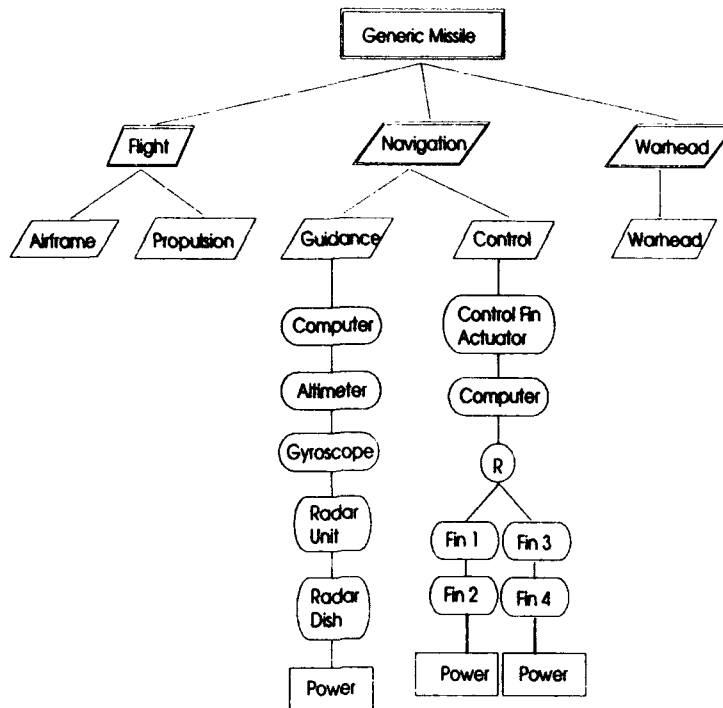 Generic Missile
Flight
Navigation
Warhead
Airframe
Propulsion
Guidance
Control
Warhead
Computer
Altimeter
Gyroscope
Radar
Unit
Radar
Dish
Power
Control Fin
Actuator
Computer
R
Fin 1
Fin 3
Fin 2
Fin 4
Power
Power